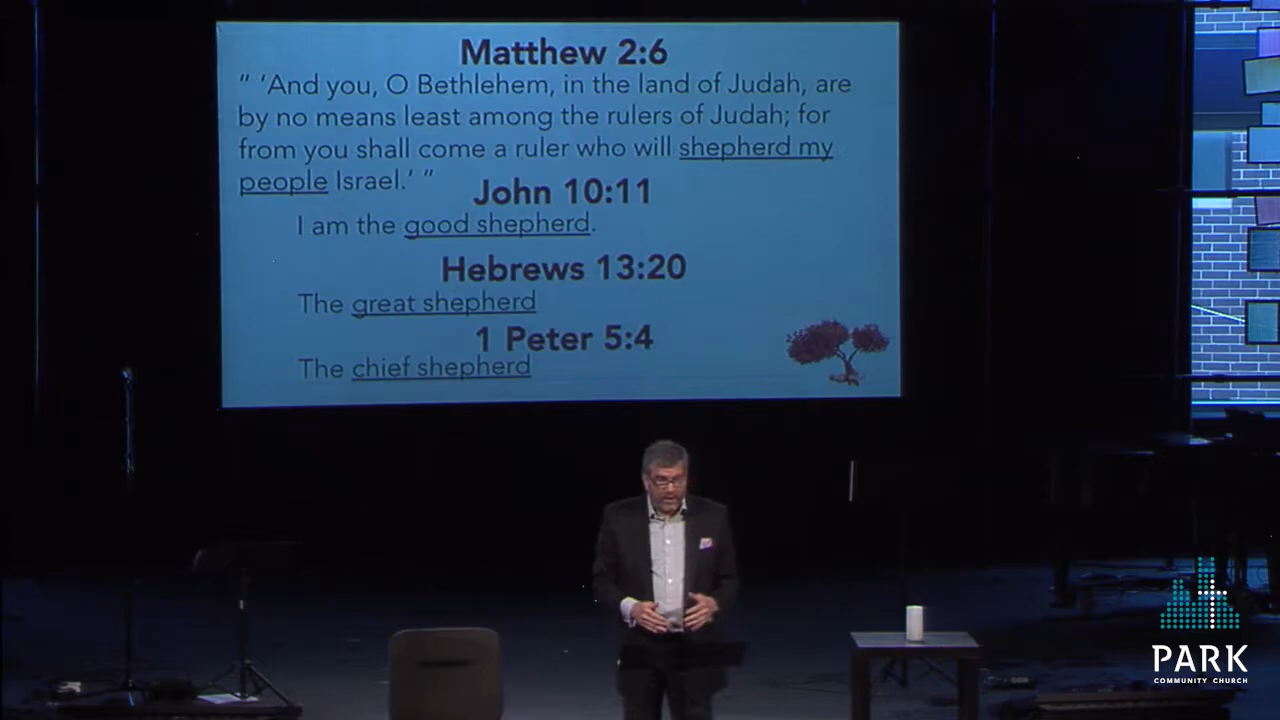 Matthew 2:6
“ ‘And you, O Bethlehem, in the land of Judah, are
by no means least among the rulers of Judah; for
from you shall come a ruler who will shepherd my
people Israel.’ ”
John 10:11
I am the good shepherd.
Hebrews 13:20
The great shepherd
1 Peter 5:4
The chief shepherd
PARK
COMMUNITY CHURCH